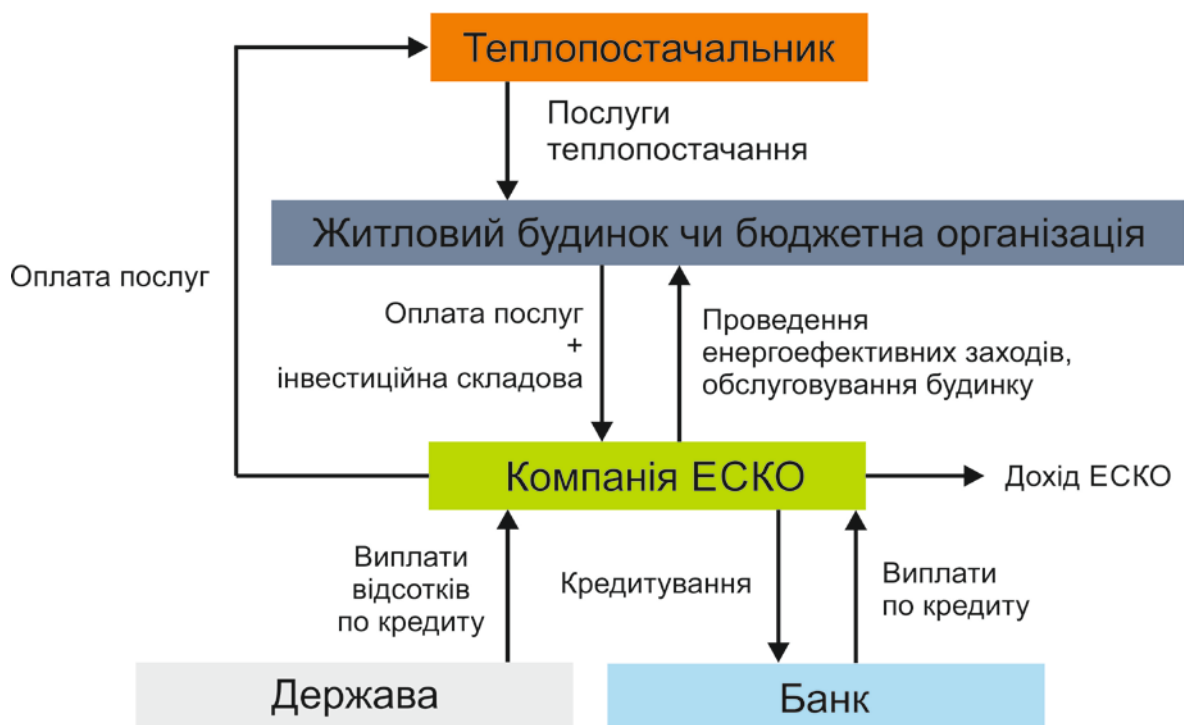 Теплопостачальник
Послуги
теплопостачання
Житловий будинок чи бюджетна організація
Оплата послуг
Оплата послуг
+
інвестиційна складова
Проведення
енергоефективних заходів,
обслуговування будинку
Компанія ЕСКО
Дохід ЕСКО
Виплати
відсотків
по кредиту
Кредитування
Виплати
по кредиту
Держава
Банк